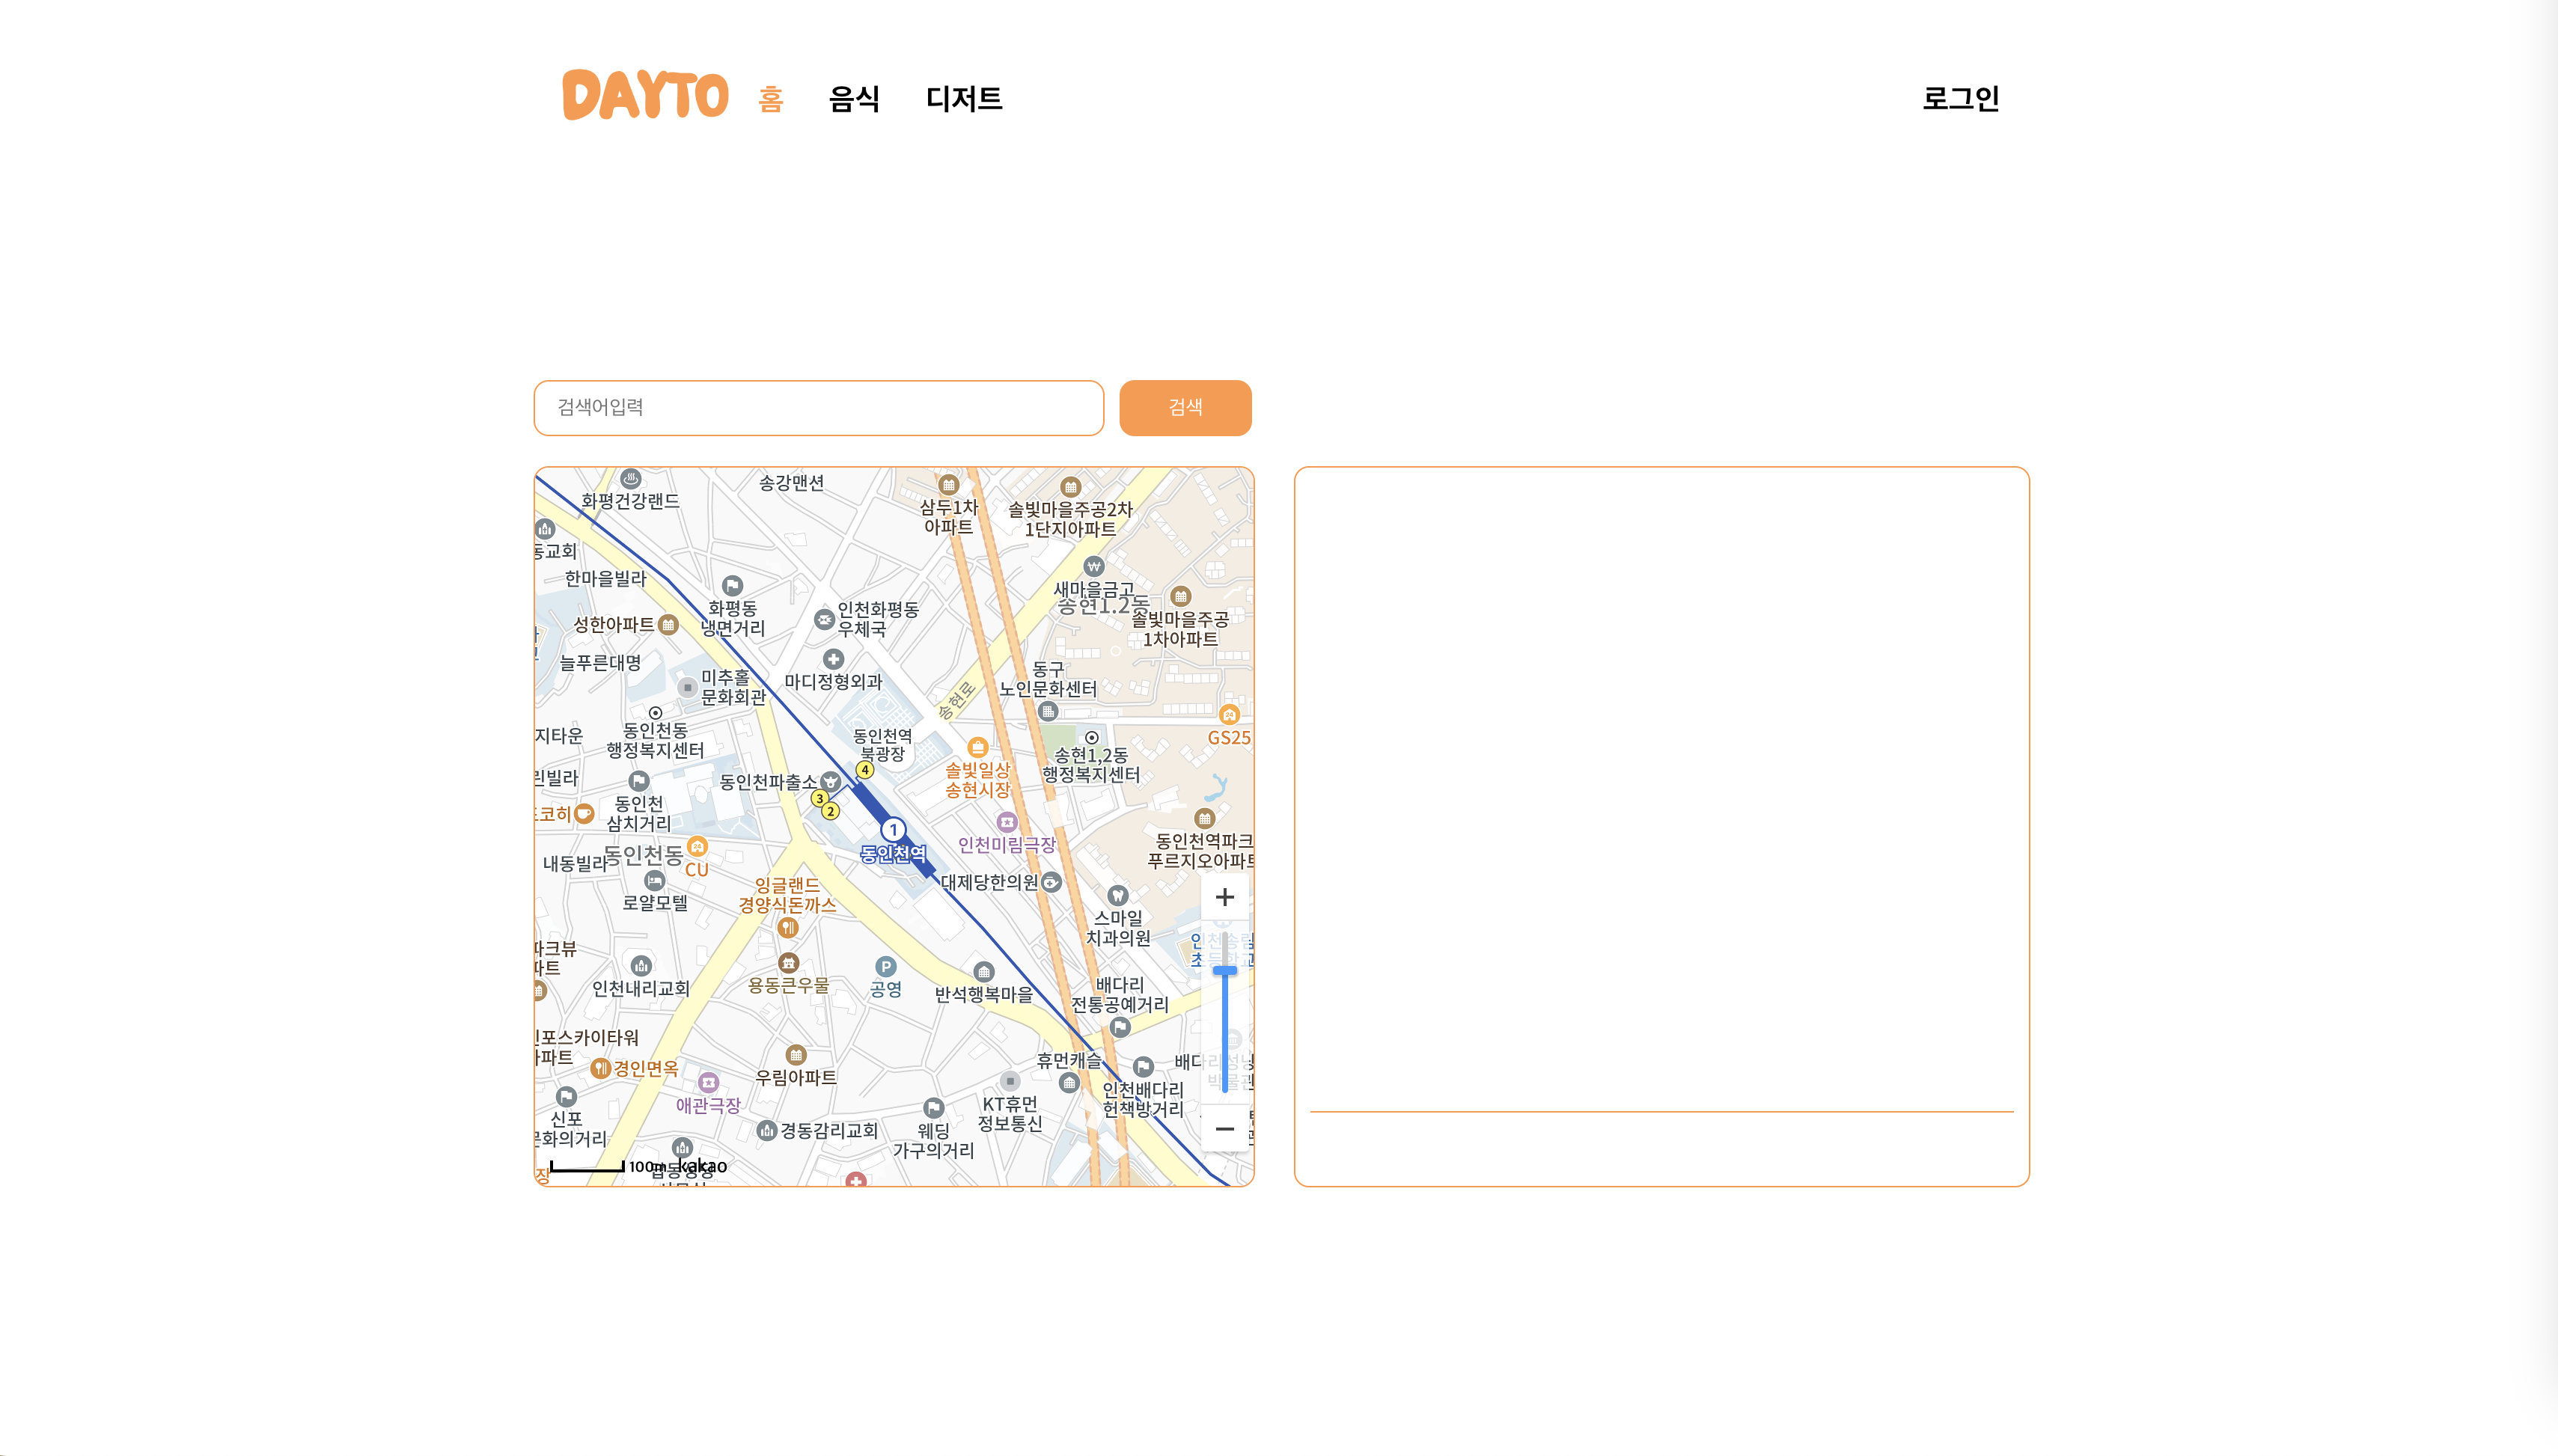 DAYTO
홈
음식
디저트
로그인
검색어입력
검색
화평건강랜드
송강맨션
삼두1차
아파트
솔빛마을주공2차
1단지아파트
동교회
한마을빌라
새마을금고
송현1.2동
화평동
냉면거리
인천화평동
우체국
솔빛마을주공
1차아파트
성한아파트
늘푸른대명
미추홀
문화회관
마디정형외과
동구
노인문화센터
송현로
동인천동
행정복지센터
지타운
동인천역
북광장
GS25
송현1,2동
행정복지센터
솔빛일상
송현시장
린빌라
동인천파출소
4
3
2
1
동인천역
동인천
삼치거리
코히
인천미림극장
동인천역파크
푸르지오아파트
내동빌라
동인천동
CU
로얄모텔
잉글랜드
경양식돈까스
대제당한의원
스마일
치과의원
파크뷰
파트
인천내리교회
용동큰우물
P
공영
반석행복마을
배다리
전통공예거리
포스카이타워
파트
경인면옥
우림아파트
휴먼캐슬
인천배다리
헌책방거리
신포
문화의거리
애관극장
경동감리교회
웨딩
가구의거리
KT휴먼
정보통신
100m
kakao